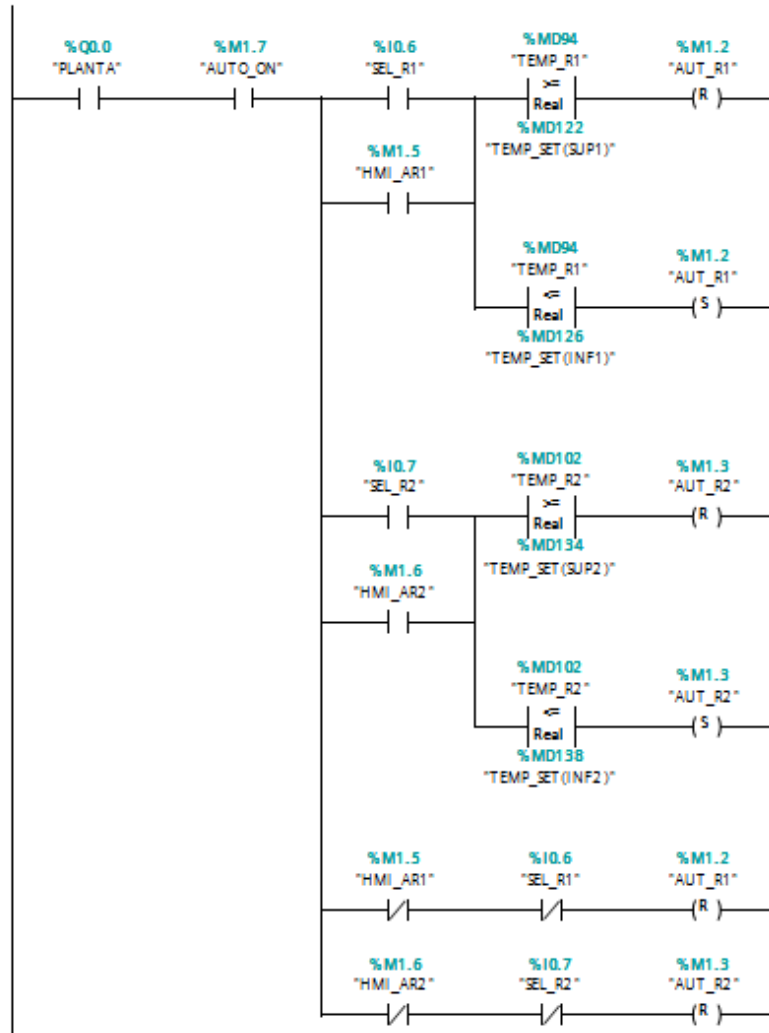 %Q0.0 %M1.7 %I0.6 %MD94 %M1.2
"PLANTA" "AUTO_ON" "SEL_R1" "TEMP_R1" "AUT_R1"
>=
Real
R
%MD122
"TEMP_SET(SUP1)"
%M1.5
"HMI_AR1"
%MD94 %M1.2
"TEMP_R1" "AUT_R1"
<=
Real
S
%MD126
"TEMP_SET(INF1)"
%I0.7 %MD102 %M1.3
"SEL_R2" "TEMP_R2" "AUT_R2"
>=
Real
R
%MD134
"TEMP_SET(SUP2)"
%M1.6
"HMI_AR2"
%MD102 %M1.3
"TEMP_R2" "AUT_R2"
<=
Real
S
%MD138
"TEMP_SET(INF2)"
%M1.5 %I0.6 %M1.2
"HMI_AR1" "SEL_R1" "AUT_R1"
R
%M1.6 %I0.7 %M1.3
"HMI_AR2" "SEL_R2" "AUT_R2"
R